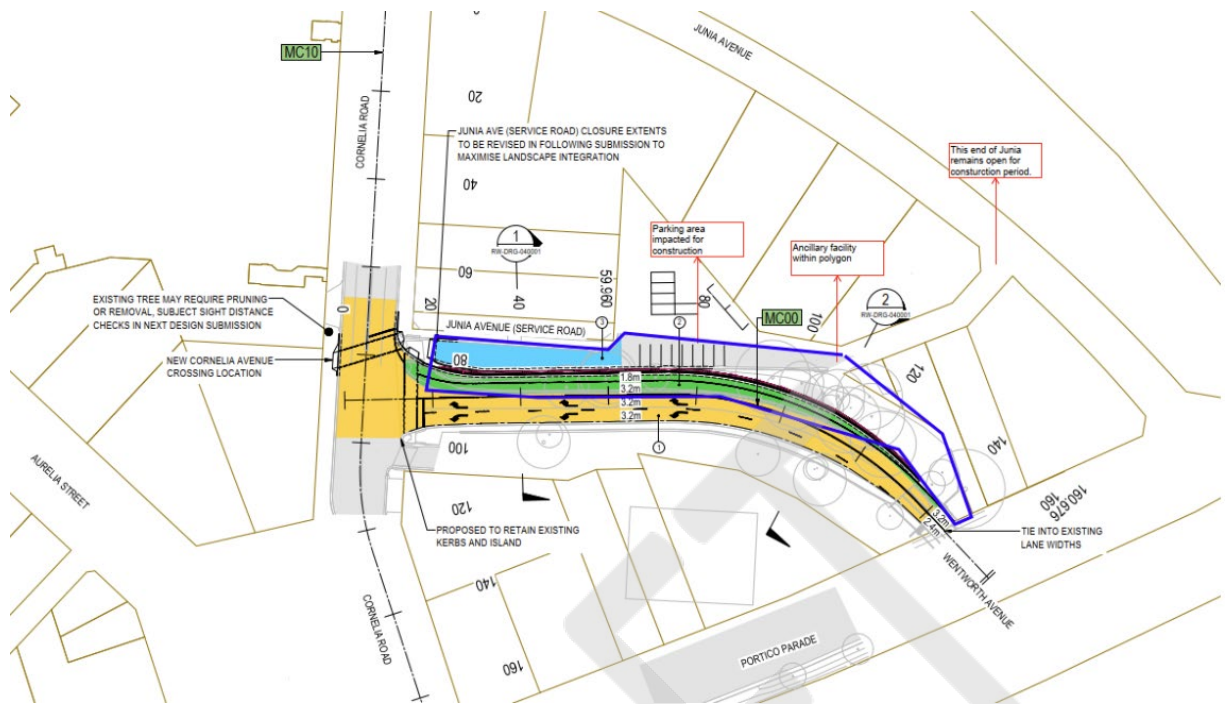 MC10
CORNELIA ROAD
JUNIA AVENUE
20
40
60
JUNIA AVE (SERVICE ROAD) CLOSURE EXTENTS
TO BE REVISED IN FOLLOWING SUBMISSION TO
MAXIMISE LANDSCAPE INTEGRATION
This end of Junia
remains open for
consturction period.
1
RW-DRG-040001
Parking area
impacted for
construction
Ancillary facility
within polygon
2
RW-DRG-040001
EXISTING TREE MAY REQUIRE PRUNING
OR REMOVAL, SUBJECT SIGHT DISTANCE
CHECKS IN NEXT DESIGN SUBMISSION
NEW CORNELIA AVENUE
CROSSING LOCATION
0
20
40
59.960
80
100
120
140
160
160.676
JUNIA AVENUE (SERVICE ROAD)
3
2
MC00
80
1.8m
3.2m
3.2m
3.2m
1
100
120
140
160
AURELIA STREET
PROPOSED TO RETAIN EXISTING
KERBS AND ISLAND
3.2m
2.4m
TIE INTO EXISTING
LANE WIDTHS
WENTWORTH AVENUE
CORNELIA ROAD
PORTICO PARADE